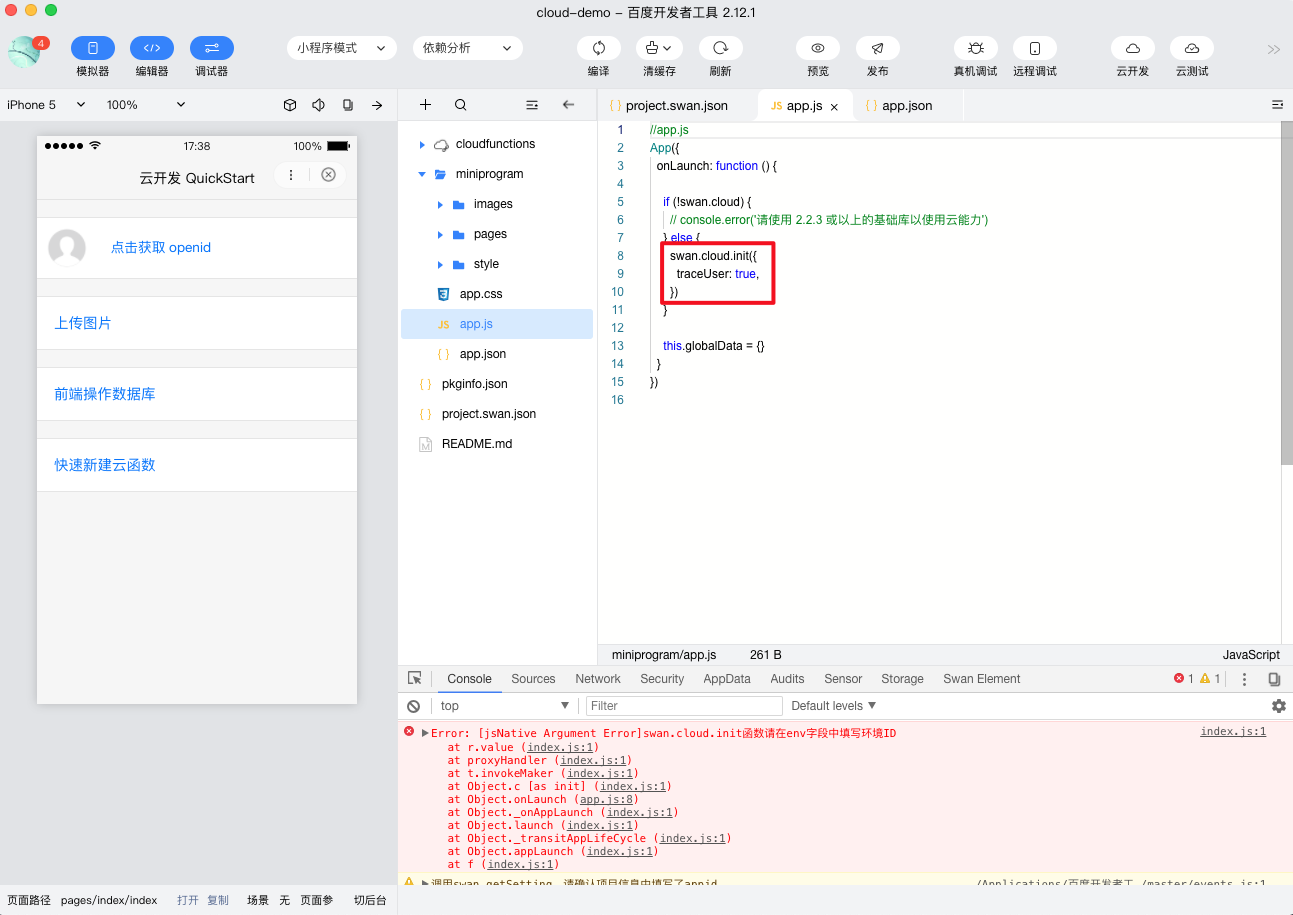 cloud-demo – 百度开发者工具 2.12.1
4
模拟器 编辑器 调试器
小程序模式 依赖分析
编译 清缓存 刷新 预览 发布 真机调试 远程调试 云开发 云测试
iPhone 5 100%
17:38 100%
云开发 QuickStart
点击获取 openid
上传图片
前端操作数据库
快速新建云函数
页面路径 pages/index/index 打开 复制 场景 无 页面参 切后台
cloudfunctions
miniprogram
images
pages
style
app.css
JS app.js
{ } app.json
{ } pkginfo.json
{ } project.swan.json
README.md
{ } project.swan.json JS app.js × { } app.json
1 //app.js
2 App({
3 onLaunch: function () {
4
5 if (!swan.cloud) {
6 // console.error('请使用 2.2.3 或以上的基础库以使用云能力')
7 } else {
8 swan.cloud.init({
9 traceUser: true,
10 })
11 }
12
13 this.globalData = {}
14 }
15 })
16
miniprogram/app.js 261 B JavaScript
Console Sources Network Security AppData Audits Sensor Storage Swan Element 1 1
top Filter Default levels
Error: [jsNative Argument Error]swan.cloud.init函数请在env字段中填写环境ID index.js:1
at r.value (index.js:1)
at proxyHandler (index.js:1)
at t.invokeMaker (index.js:1)
at Object.c [as init] (index.js:1)
at Object.onLaunch (app.js:8)
at Object._onAppLaunch (index.js:1)
at Object.launch (index.js:1)
at Object._transitAppLifeCycle (index.js:1)
at Object.appLaunch (index.js:1)
at f (index.js:1)
调用swan.getSetting，请确认项目信息中填写了appid /Applications/百度开发者工…/master/events.js:1